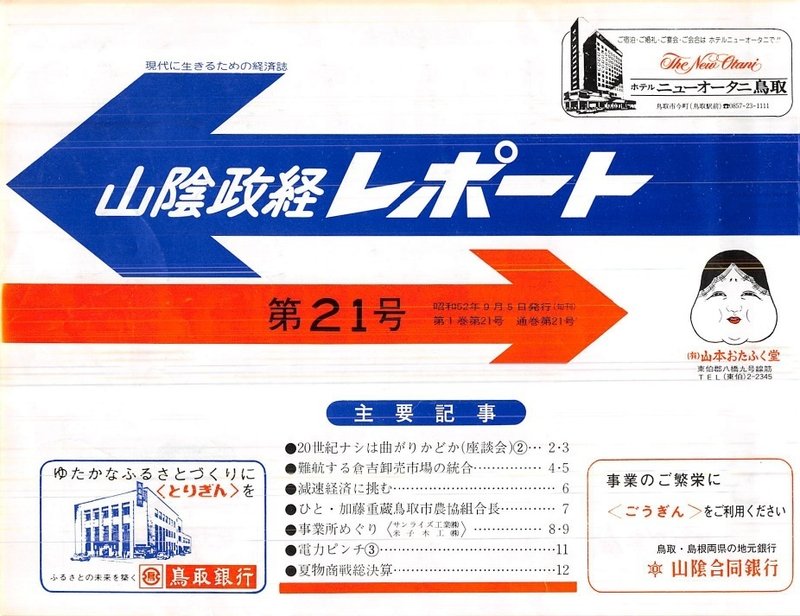 現代に生きるための経済誌
ご宿泊・ご婚礼・ご宴会・ご会合は ホテルニューオータニで!!
The New Otani
ホテル ニューオータニ鳥取
鳥取市今町(鳥取駅前)☎0857-23-1111
山陰政経レポート
第21号
昭和52年9月5日発行(旬刊)
第1巻第21号 通巻第21号
(有)山本おたふく堂
東伯郡八橋九号線筋
TEL(東伯)2-2345
主要記事
●20世紀ナシは曲がりかどか(座談会)②… 2・3
●難航する倉吉卸売市場の統合……………… 4・5
●減速経済に挑む……………………………… 6
●ひと・加藤重蔵鳥取市農協組合長………… 7
●事業所めぐり〈サンライズ工業㈱ 米子木工㈱〉………… 8・9
●電力ピンチ③………………………………11
●夏物商戦総決算……………………………12
ゆたかなふるさとづくりに
〈とりぎん〉を
ふるさとの未来を築く 鳥取銀行
事業のご繁栄に
〈ごうぎん〉をご利用ください
鳥取・島根両県の地元銀行
山陰合同銀行